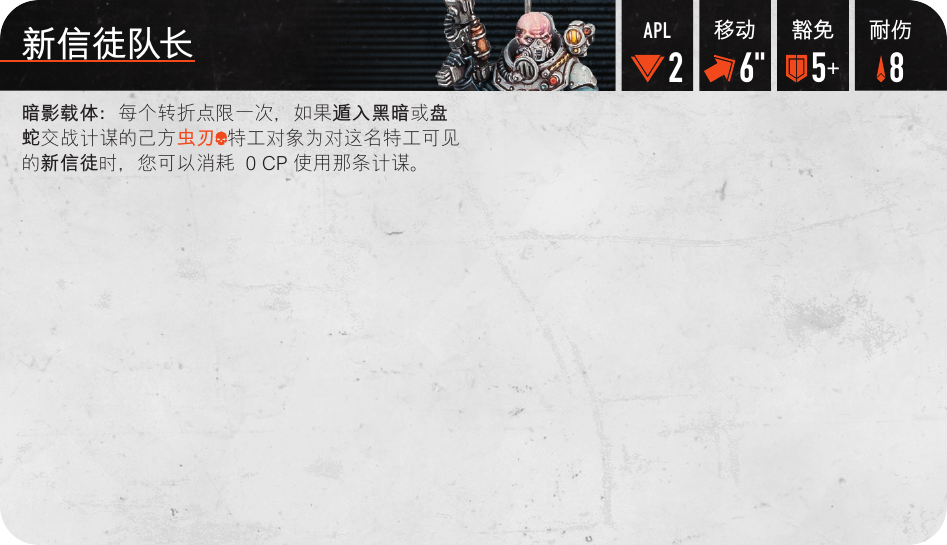 新信徒队长
APL
2
移动
6"
豁免
5+
耐伤
8
暗影载体：每个转折点限一次，如果遁入黑暗或盘
蛇交战计谋的己方虫刃特工对象为对这名特工可见
的新信徒时，您可以消耗 0 CP 使用那条计谋。